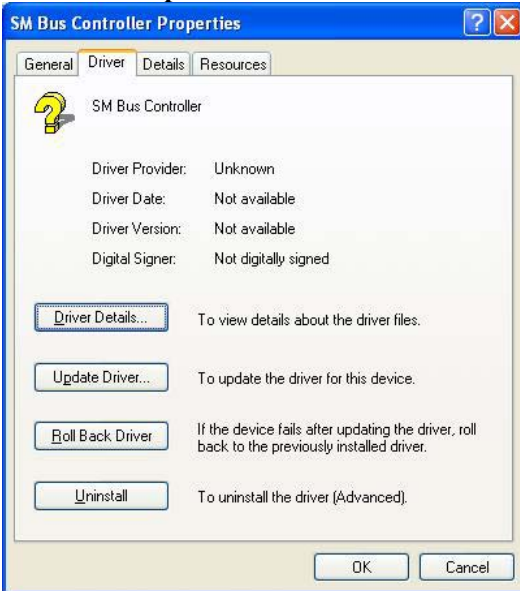 SM Bus Controller Properties
General Driver Details Resources
SM Bus Controller
Driver Provider: Unknown
Driver Date: Not available
Driver Version: Not available
Digital Signer: Not digitally signed
Driver Details... To view details about the driver files.
Update Driver... To update the driver for this device.
Roll Back Driver If the device fails after updating the driver, roll
back to the previously installed driver.
Uninstall To uninstall the driver (Advanced).
OK Cancel